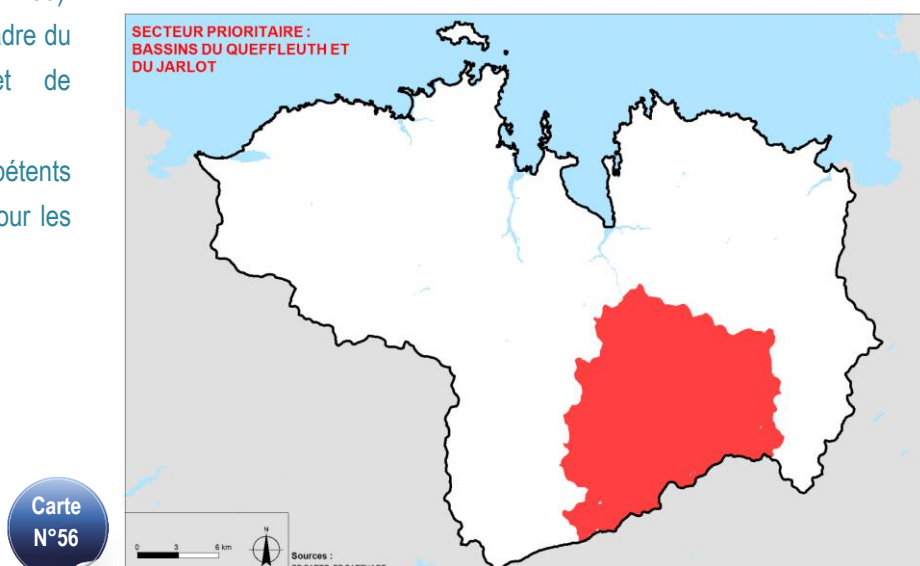 adre du
et de
pétents
our les
SECTEUR PRIORITAIRE :
BASSINS DU QUEFFLEUTH ET
DU JARLOT
Carte
N°56
0 3 6 km
N
Sources :